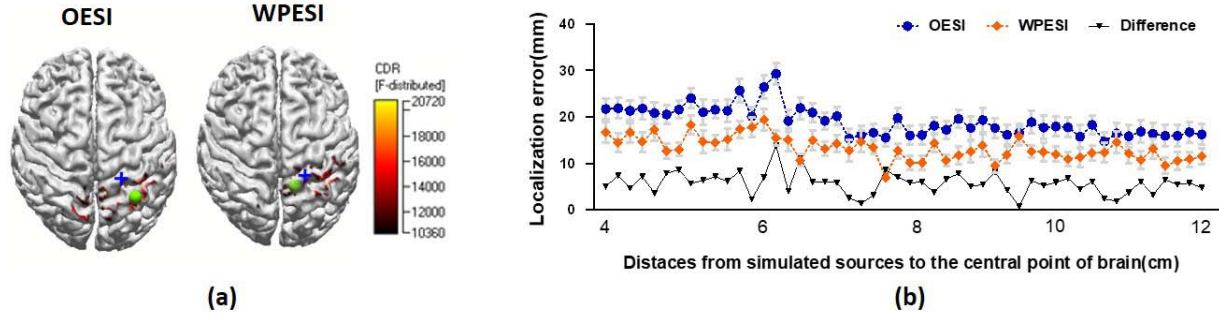 OESI
WPESI
CDR
[F-distributed]
20720
18000
16000
14000
12000
10360
(a)
OESI WPESI Difference
Localization error(mm)
40
30
20
10
0
4 6 8 10 12
Distaces from simulated sources to the central point of brain(cm)
(b)